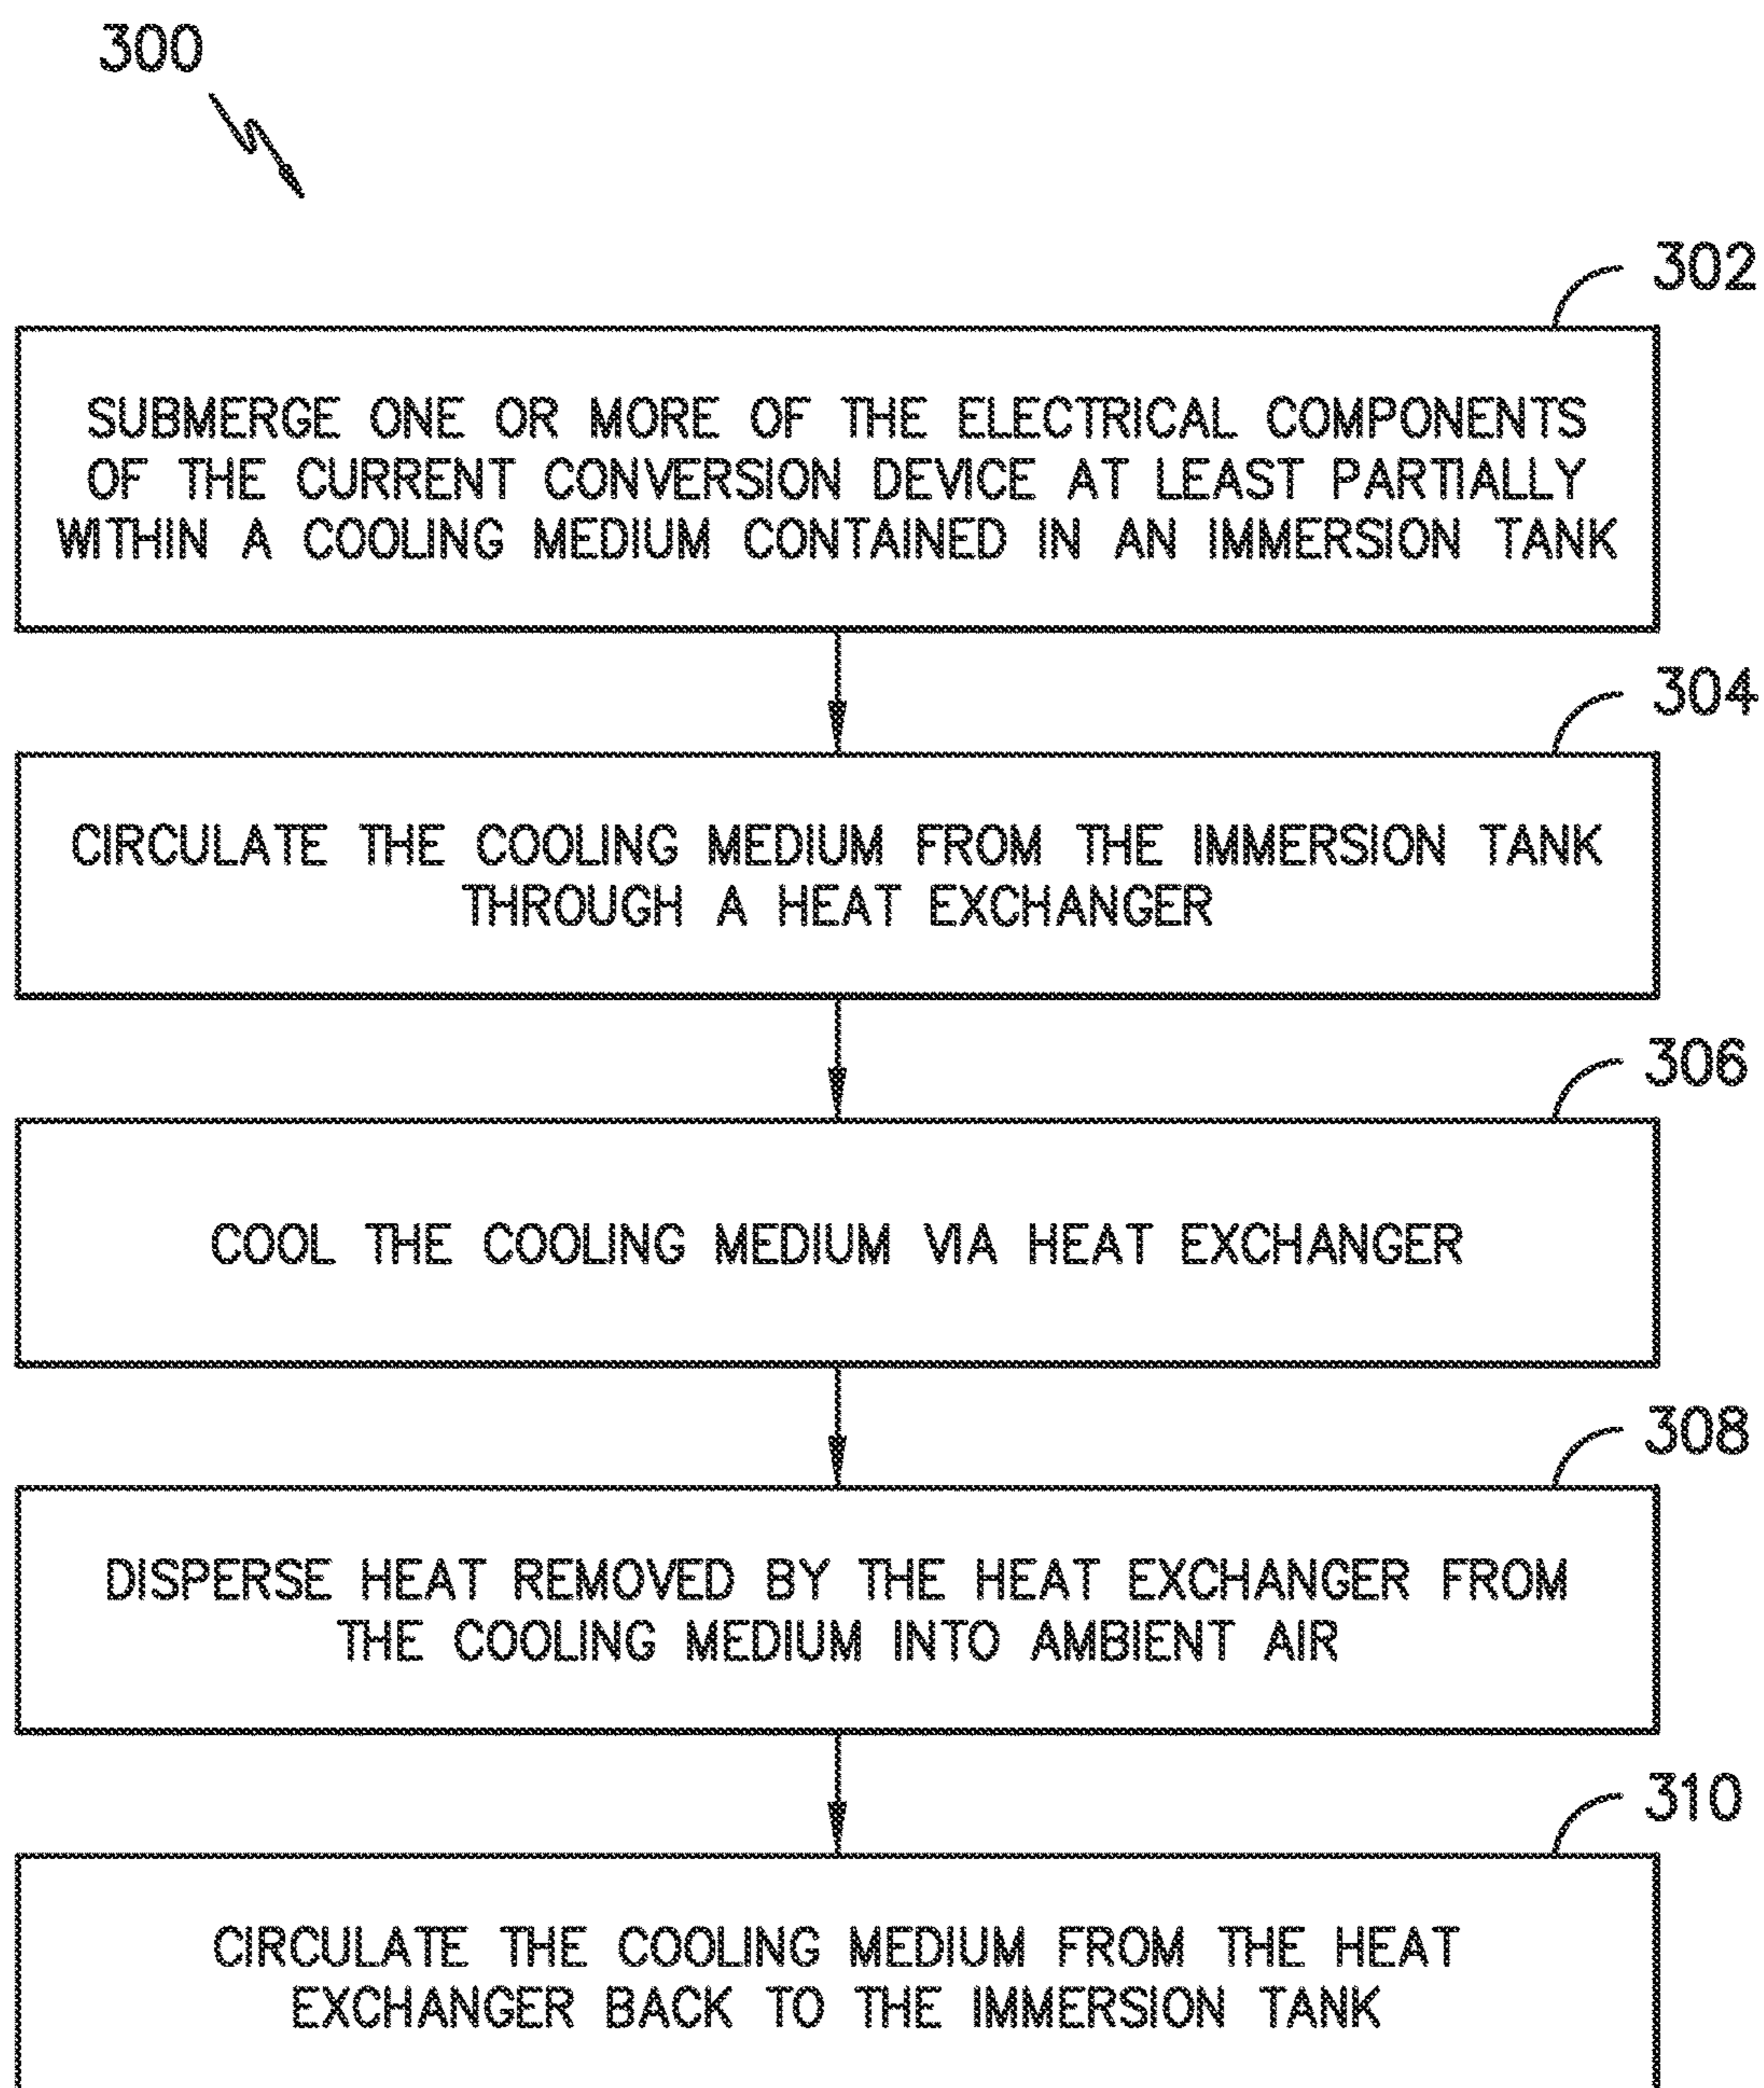 300
302
SUBMERGE ONE OR MORE OF THE ELECTRICAL COMPONENTS
OF THE CURRENT CONVERSION DEVICE AT LEAST PARTIALLY
WITHIN A COOLING MEDIUM CONTAINED IN AN IMMERSION TANK
304
CIRCULATE THE COOLING MEDIUM FROM THE IMMERSION TANK
THROUGH A HEAT EXCHANGER
306
COOL THE COOLING MEDIUM VIA HEAT EXCHANGER
308
DISPERSE HEAT REMOVED BY THE HEAT EXCHANGER FROM
THE COOLING MEDIUM INTO AMBIENT AIR
310
CIRCULATE THE COOLING MEDIUM FROM THE HEAT
EXCHANGER BACK TO THE IMMERSION TANK